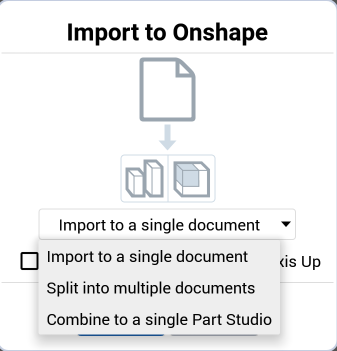 Import to Onshape
Import to a single document
Import to a single document
xis Up
Split into multiple documents
Combine to a single Part Studio